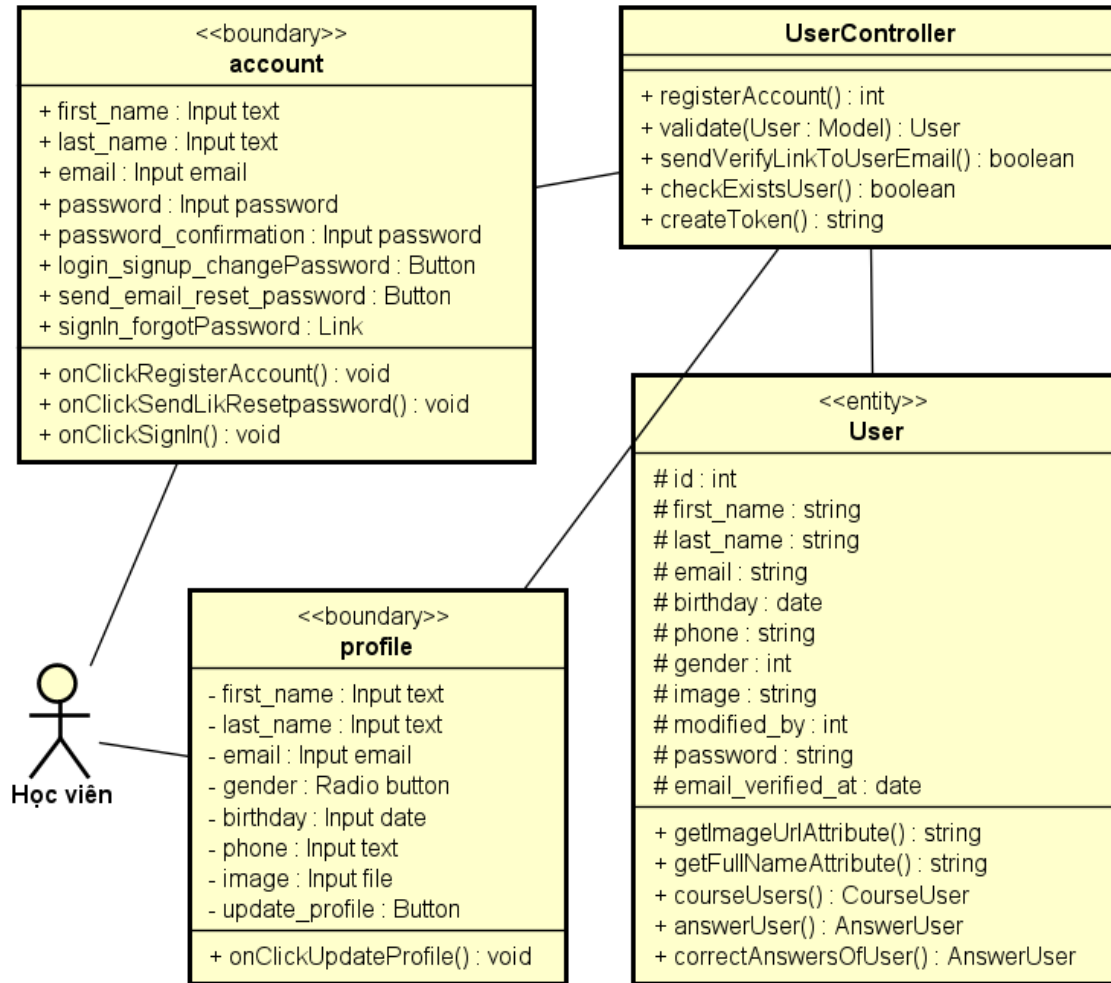 <<boundary>>
account
+ first_name : Input text
+ last_name : Input text
+ email : Input email
+ password : Input password
+ password_confirmation : Input password
+ login_signup_changePassword : Button
+ send_email_reset_password : Button
+ signIn_forgotPassword : Link
+ onClickRegisterAccount() : void
+ onClickSendLikResetpassword() : void
+ onClickSignIn() : void
UserController
+ registerAccount() : int
+ validate(User : Model) : User
+ sendVerifyLinkToUserEmail() : boolean
+ checkExistsUser() : boolean
+ createToken() : string
<<entity>>
User
# id : int
# first_name : string
# last_name : string
# email : string
# birthday : date
# phone : string
# gender : int
# image : string
# modified_by : int
# password : string
# email_verified_at : date
+ getImageUrlAttribute() : string
+ getFullNameAttribute() : string
+ courseUsers() : CourseUser
+ answerUser() : AnswerUser
+ correctAnswersOfUser() : AnswerUser
<<boundary>>
profile
- first_name : Input text
- last_name : Input text
- email : Input email
- gender : Radio button
- birthday : Input date
- phone : Input text
- image : Input file
- update_profile : Button
+ onClickUpdateProfile() : void
Học viên